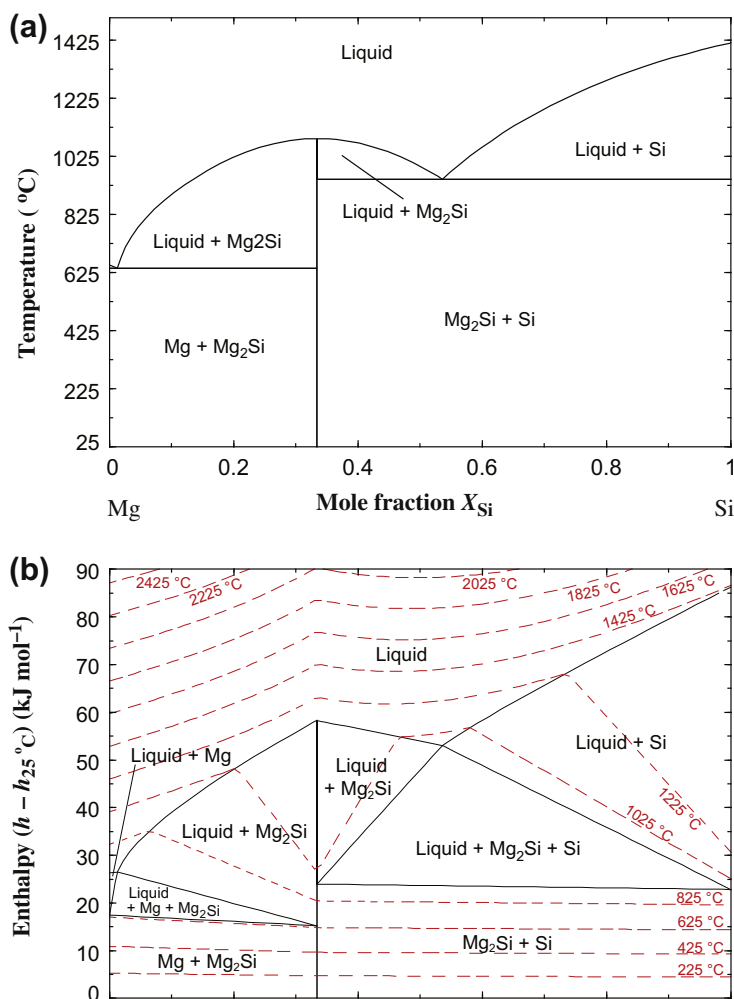 (a)
1425
1225
1025
825
625
425
225
25
Temperature ( °C)
Liquid
Liquid + Si
Liquid + Mg₂Si
Liquid + Mg2Si
Mg₂Si + Si
Mg + Mg₂Si
0
0.2
0.4
0.6
0.8
1
Mg
Mole fraction X_Si
Si
(b)
90
80
70
60
50
40
30
20
10
0
Enthalpy (h – h₂₅ °C) (kJ mol⁻¹)
2425 °C
2225 °C
2025 °C
1825 °C
1625 °C
1425 °C
Liquid
Liquid + Mg
Liquid
+ Mg₂Si
Liquid + Si
1225 °C
Liquid + Mg₂Si
1025 °C
Liquid + Mg₂Si + Si
Liquid
+ Mg + Mg₂Si
825 °C
625 °C
Mg₂Si + Si
425 °C
Mg + Mg₂Si
225 °C